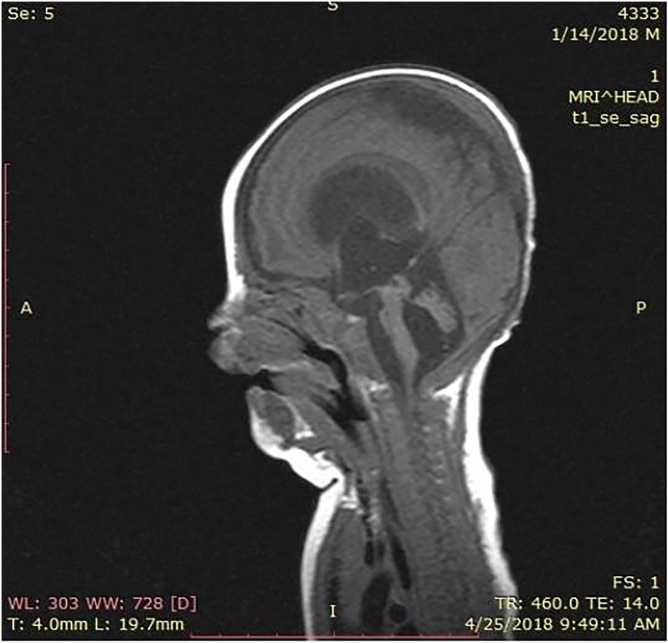 Se: 5
S
4333
1/14/2018 M
1
MRI^HEAD
t1_se_sag
A
P
FS: 1
WL: 303 WW: 728 [D]
TR: 460.0 TE: 14.0
T: 4.0mm L: 19.7mm
I
4/25/2018 9:49:11 AM